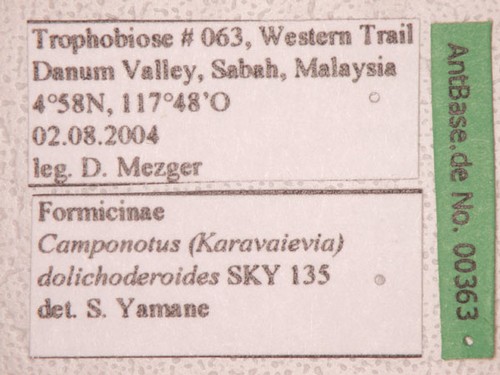 Trophobiose # 063, Western Trail
Danum Valley, Sabah, Malaysia
4°58N, 117°48'O
02.08.2004
leg. D. Mezger
Formicinae
Camponotus (Karavaievia)
dolichoderoides SKY 135
det. S. Yamane
AntBase.de No. 00363